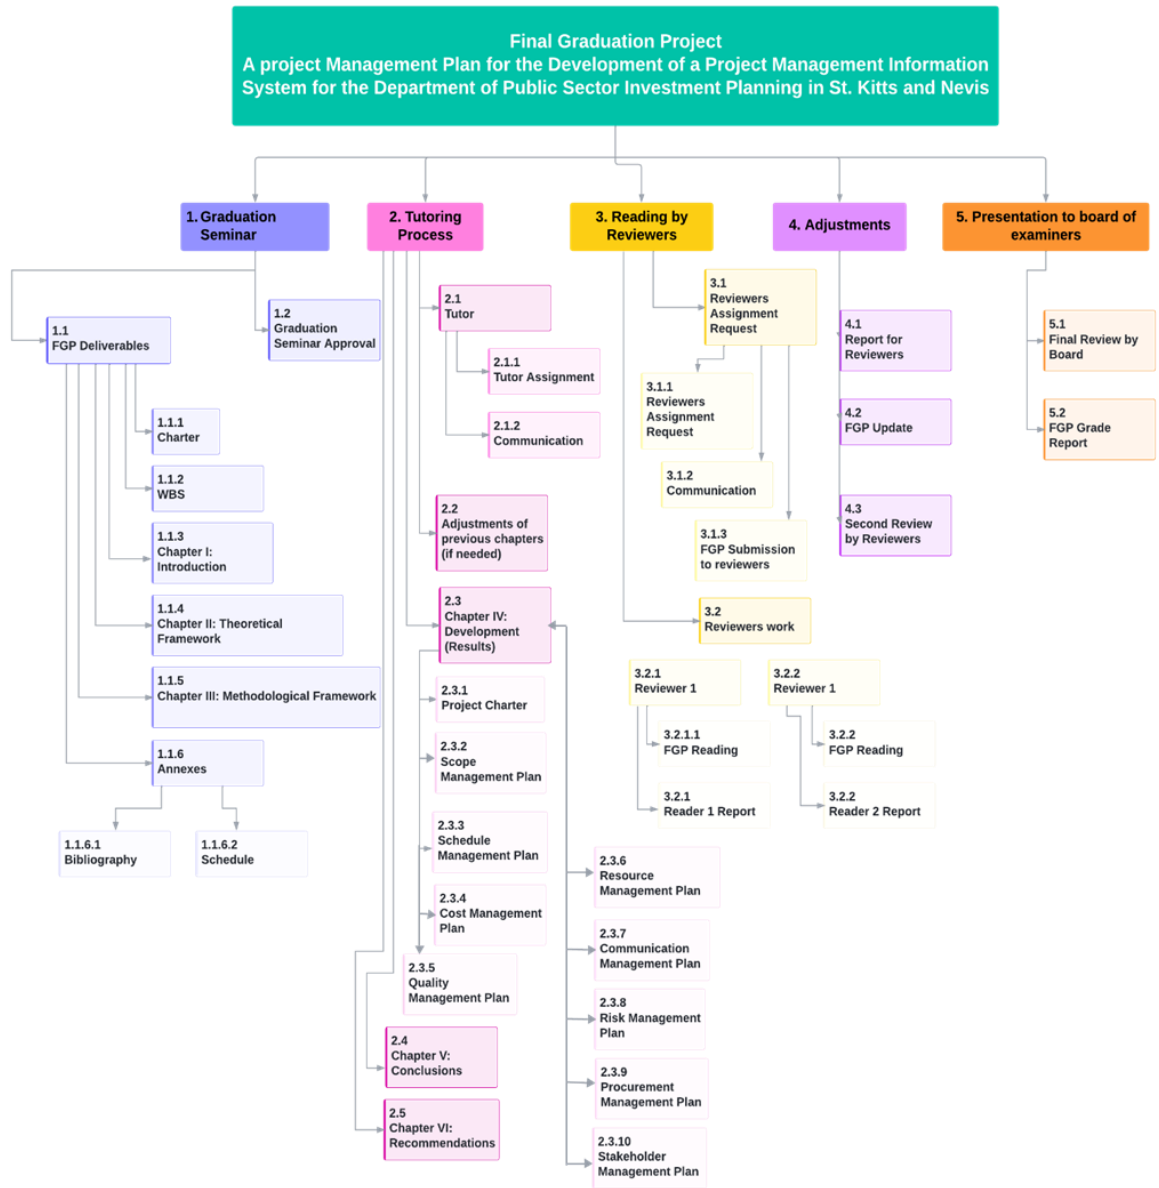 Final Graduation Project
A project Management Plan for the Development of a Project Management Information
System for the Department of Public Sector Investment Planning in St. Kitts and Nevis
1. Graduation
Seminar
1.1
FGP Deliverables
1.2
Graduation
Seminar Approval
1.1.1
Charter
1.1.2
WBS
1.1.3
Chapter I:
Introduction
1.1.4
Chapter II: Theoretical
Framework
1.1.5
Chapter III: Methodological Framework
1.1.6
Annexes
1.1.6.1
Bibliography
1.1.6.2
Schedule
2. Tutoring
Process
2.1
Tutor
2.1.1
Tutor Assignment
2.1.2
Communication
2.2
Adjustments of
previous chapters
(if needed)
2.3
Chapter IV:
Development
(Results)
2.3.1
Project Charter
2.3.2
Scope
Management Plan
2.3.3
Schedule
Management Plan
2.3.4
Cost Management
Plan
2.3.5
Quality
Management Plan
2.3.6
Resource
Management Plan
2.3.7
Communication
Management Plan
2.3.8
Risk Management
Plan
2.3.9
Procurement
Management Plan
2.3.10
Stakeholder
Management Plan
2.4
Chapter V:
Conclusions
2.5
Chapter VI:
Recommendations
3. Reading by
Reviewers
3.1
Reviewers
Assignment
Request
3.1.1
Reviewers
Assignment
Request
3.1.2
Communication
3.1.3
FGP Submission
to reviewers
3.2
Reviewers work
3.2.1
Reviewer 1
3.2.1.1
FGP Reading
3.2.1
Reader 1 Report
3.2.2
Reviewer 1
3.2.2
FGP Reading
3.2.2
Reader 2 Report
4. Adjustments
4.1
Report for
Reviewers
4.2
FGP Update
4.3
Second Review
by Reviewers
5. Presentation to board of
examiners
5.1
Final Review by
Board
5.2
FGP Grade
Report